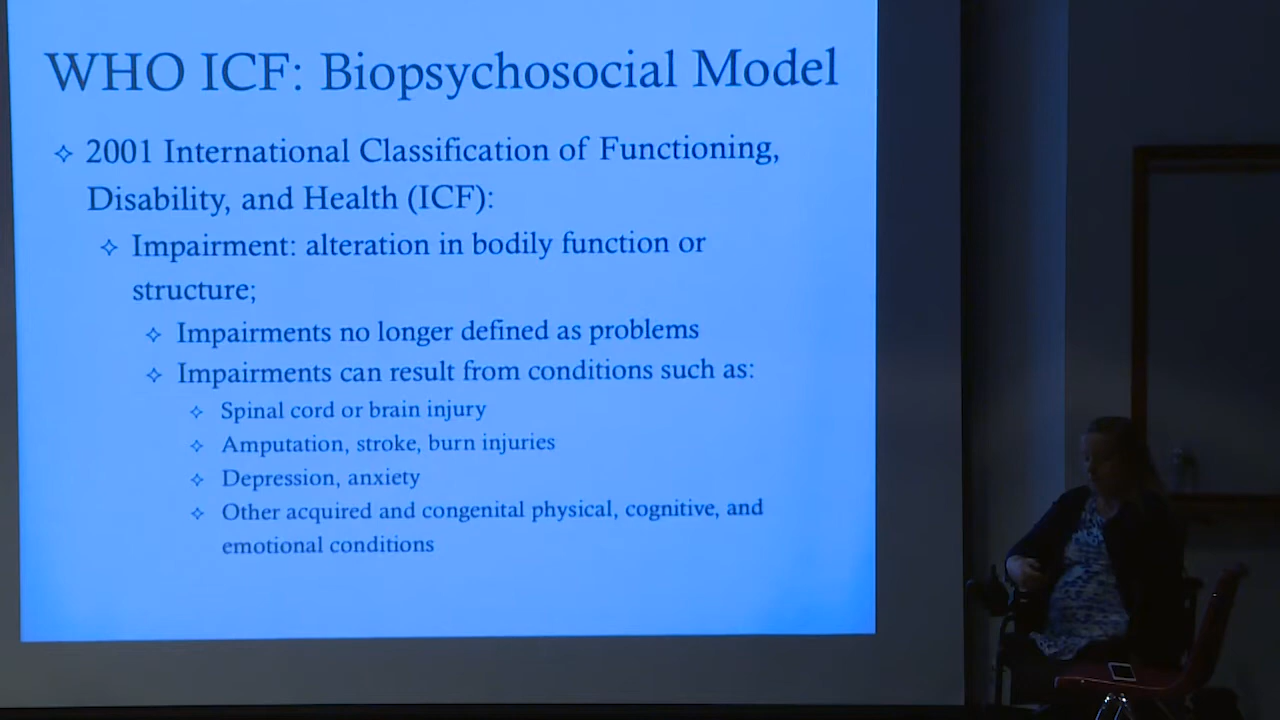 WHO ICF: Biopsychosocial Model
✧ 2001 International Classification of Functioning,
Disability, and Health (ICF):
✧ Impairment: alteration in bodily function or
structure;
✧ Impairments no longer defined as problems
✧ Impairments can result from conditions such as:
✧ Spinal cord or brain injury
✧ Amputation, stroke, burn injuries
✧ Depression, anxiety
✧ Other acquired and congenital physical, cognitive, and
emotional conditions